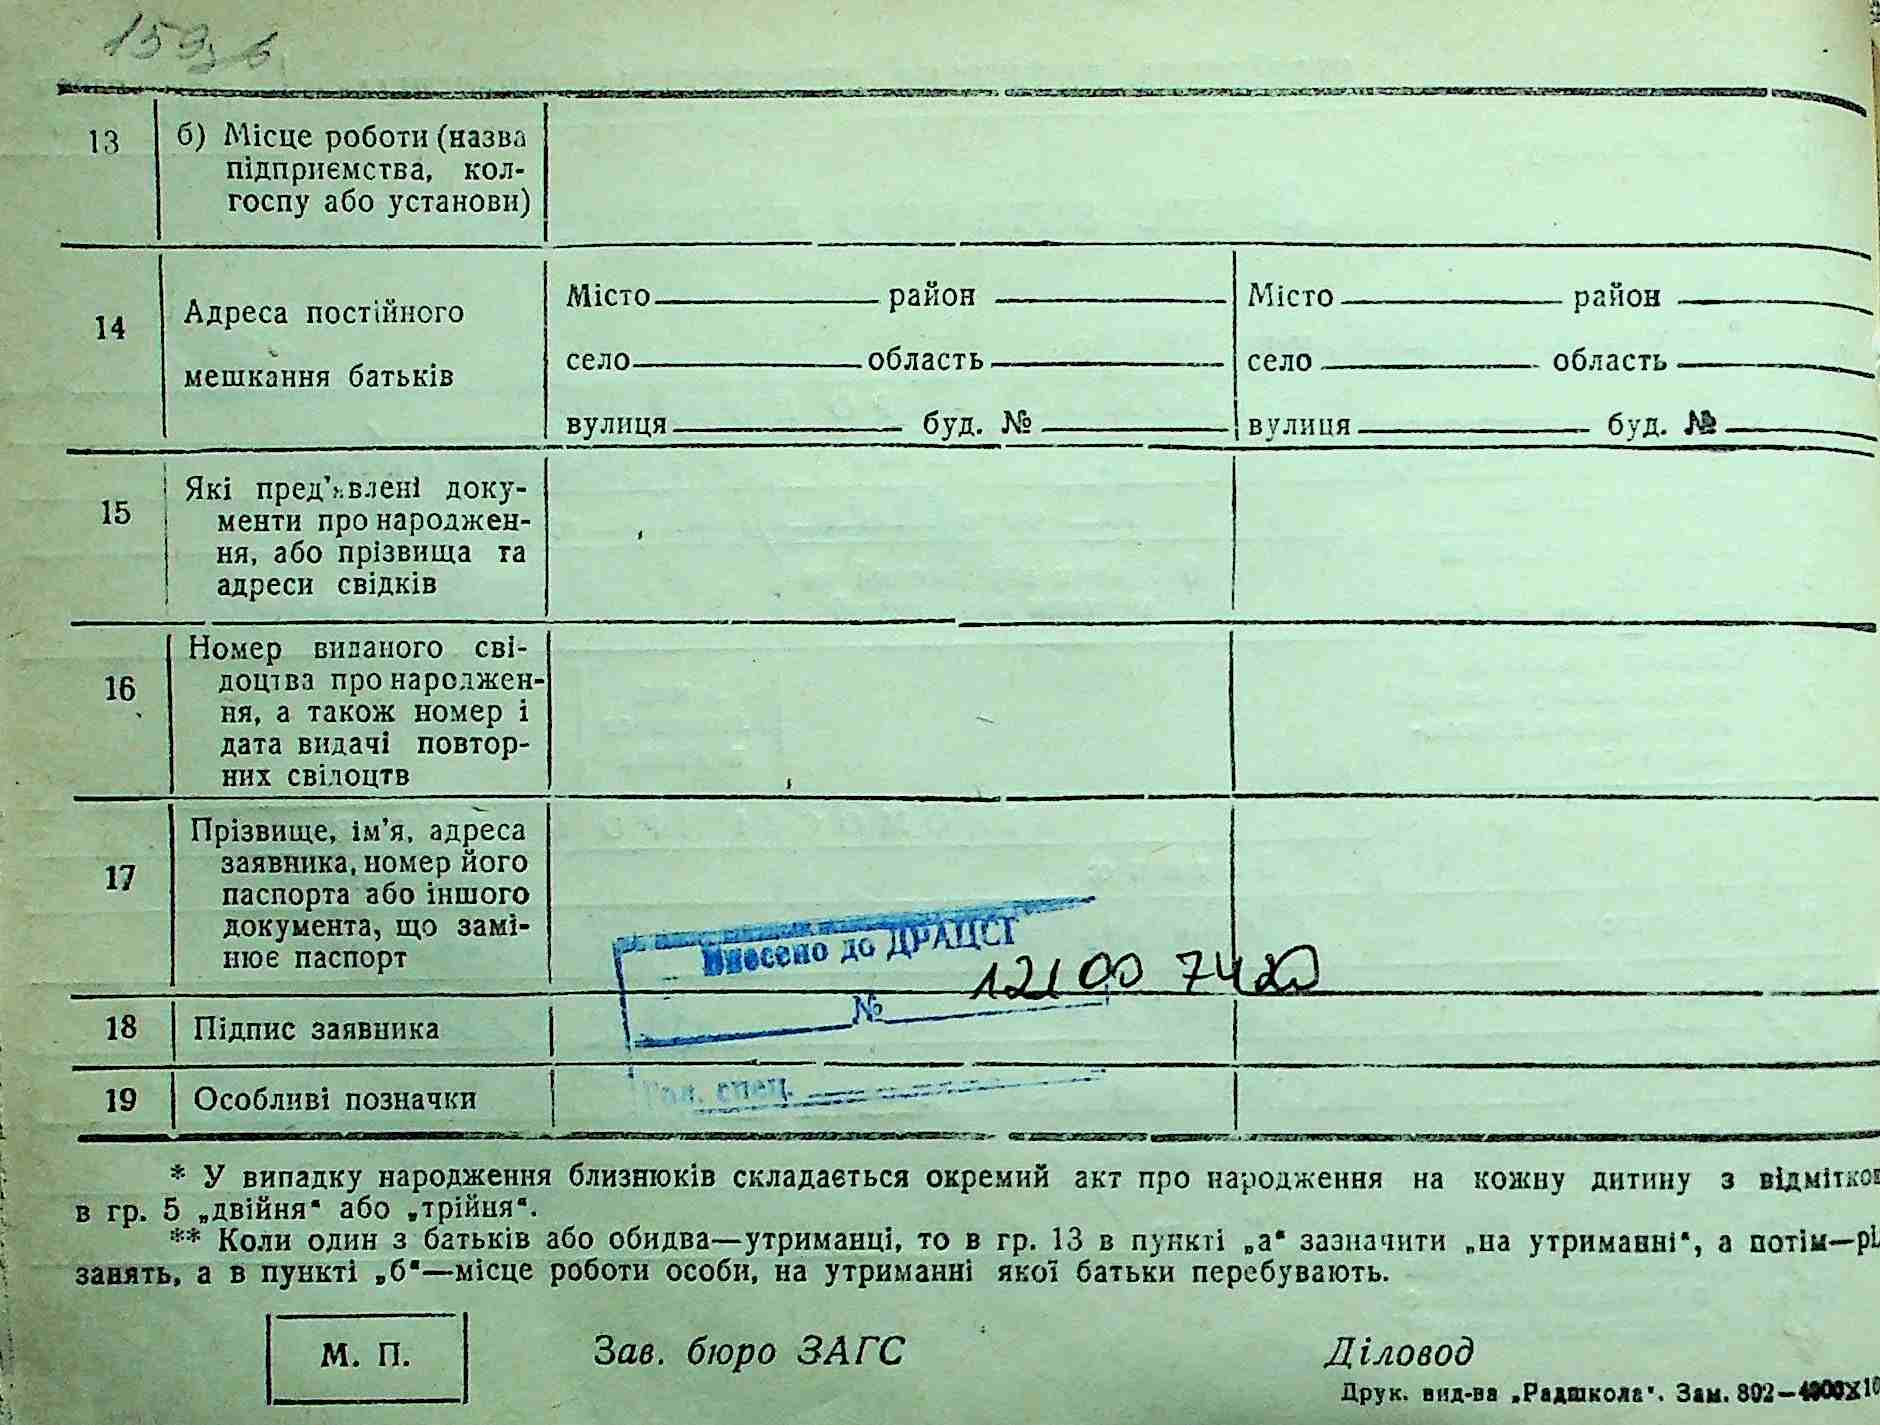 159зв
13 б) Місце роботи (назва
підприємства, кол-
госпу або установи)
14 Адреса постійного
мешкання батьків
Місто район Місто район
село область село область
вулиця буд. № вулиця буд. №
15 Які пред'явлені доку-
менти про народжен-
ня, або прізвища та
адреси свідків
16 Номер виданого сві-
доцтва про народжен-
ня, а також номер і
дата видачі повтор-
них свідоцтв
17 Прізвище, ім'я, адреса
заявника, номер його
паспорта або іншого
документа, що замі-
нює паспорт
Внесено до ДРАЦСГ
№ 12100 7420
18 Підпис заявника
19 Особливі позначки
Гол. спец.
* У випадку народження близнюків складається окремий акт про народження на кожну дитину з відмітко
в гр. 5 „двійня“ або „трійня“.
** Коли один з батьків або обидва—утриманці, то в гр. 13 в пункті „а“ зазначити „на утриманні“, а потім—рі
занять, а в пункті „б“—місце роботи особи, на утриманні якої батьки перебувають.
М. П. Зав. бюро ЗАГС Діловод
Друк. вид-ва „Радшкола“. Зам. 802—4000×10